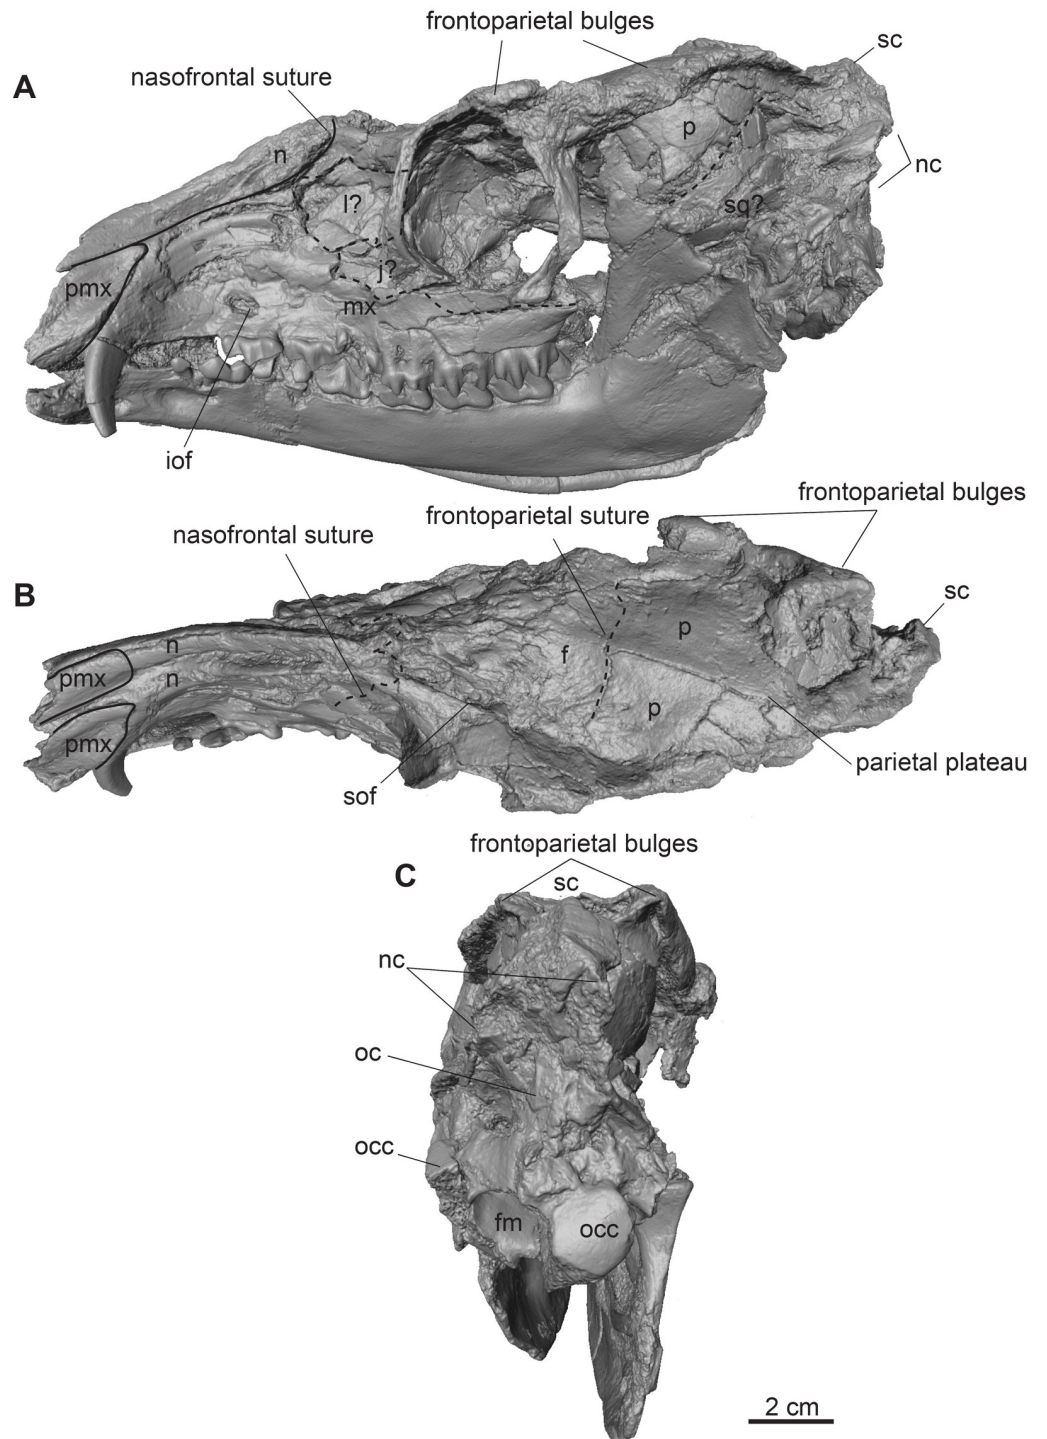 frontoparietal bulges
sc
A
nasofrontal suture
n
p
nc
l?
sq?
j?
pmx
mx
iof
frontoparietal bulges
frontoparietal suture
nasofrontal suture
B
sc
n
p
f
pmx
n
p
pmx
parietal plateau
sof
frontoparietal bulges
C
sc
nc
oc
occ
fm
occ
2 cm